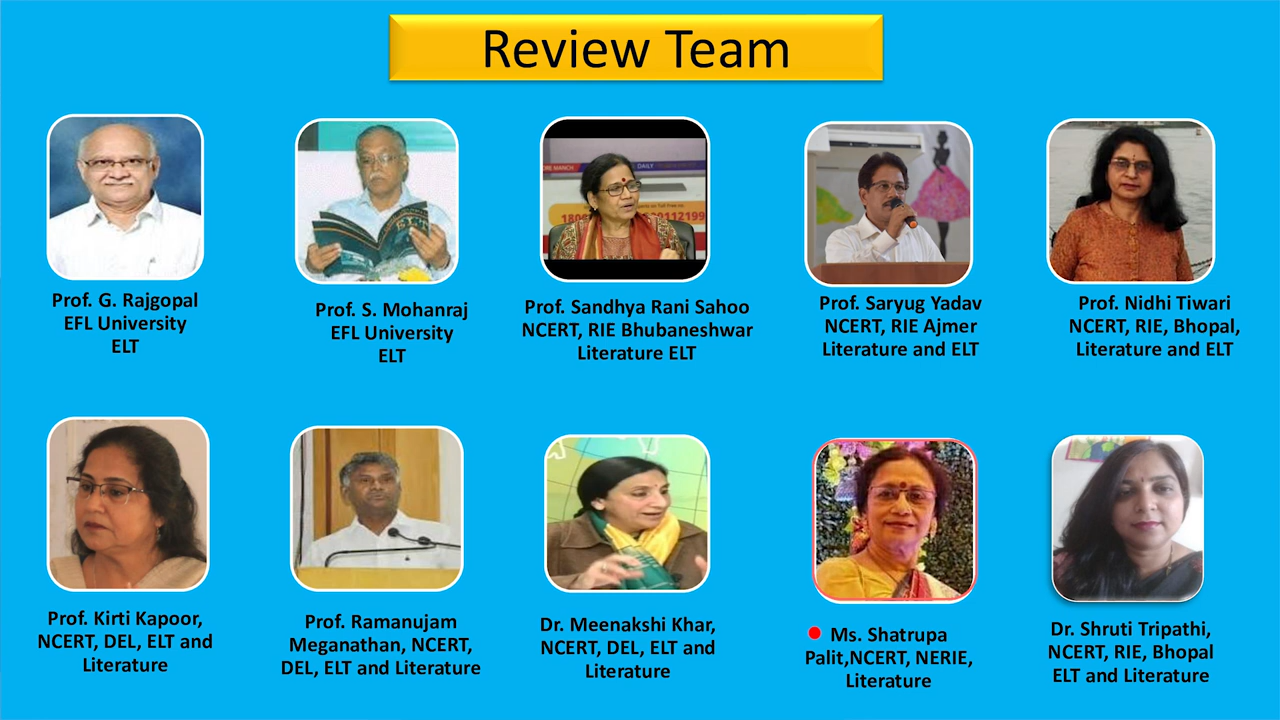 Review Team
RE MANCH
DAILY
Prof. G. Rajgopal
EFL University
ELT
Prof. S. Mohanraj
EFL University
ELT
Prof. Sandhya Rani Sahoo
NCERT, RIE Bhubaneshwar
Literature ELT
Prof. Saryug Yadav
NCERT, RIE Ajmer
Literature and ELT
Prof. Nidhi Tiwari
NCERT, RIE, Bhopal,
Literature and ELT
Prof. Kirti Kapoor,
NCERT, DEL, ELT and
Literature
Prof. Ramanujam
Meganathan, NCERT,
DEL, ELT and Literature
Dr. Meenakshi Khar,
NCERT, DEL, ELT and
Literature
Ms. Shatrupa
Palit,NCERT, NERIE,
Literature
Dr. Shruti Tripathi,
NCERT, RIE, Bhopal
ELT and Literature